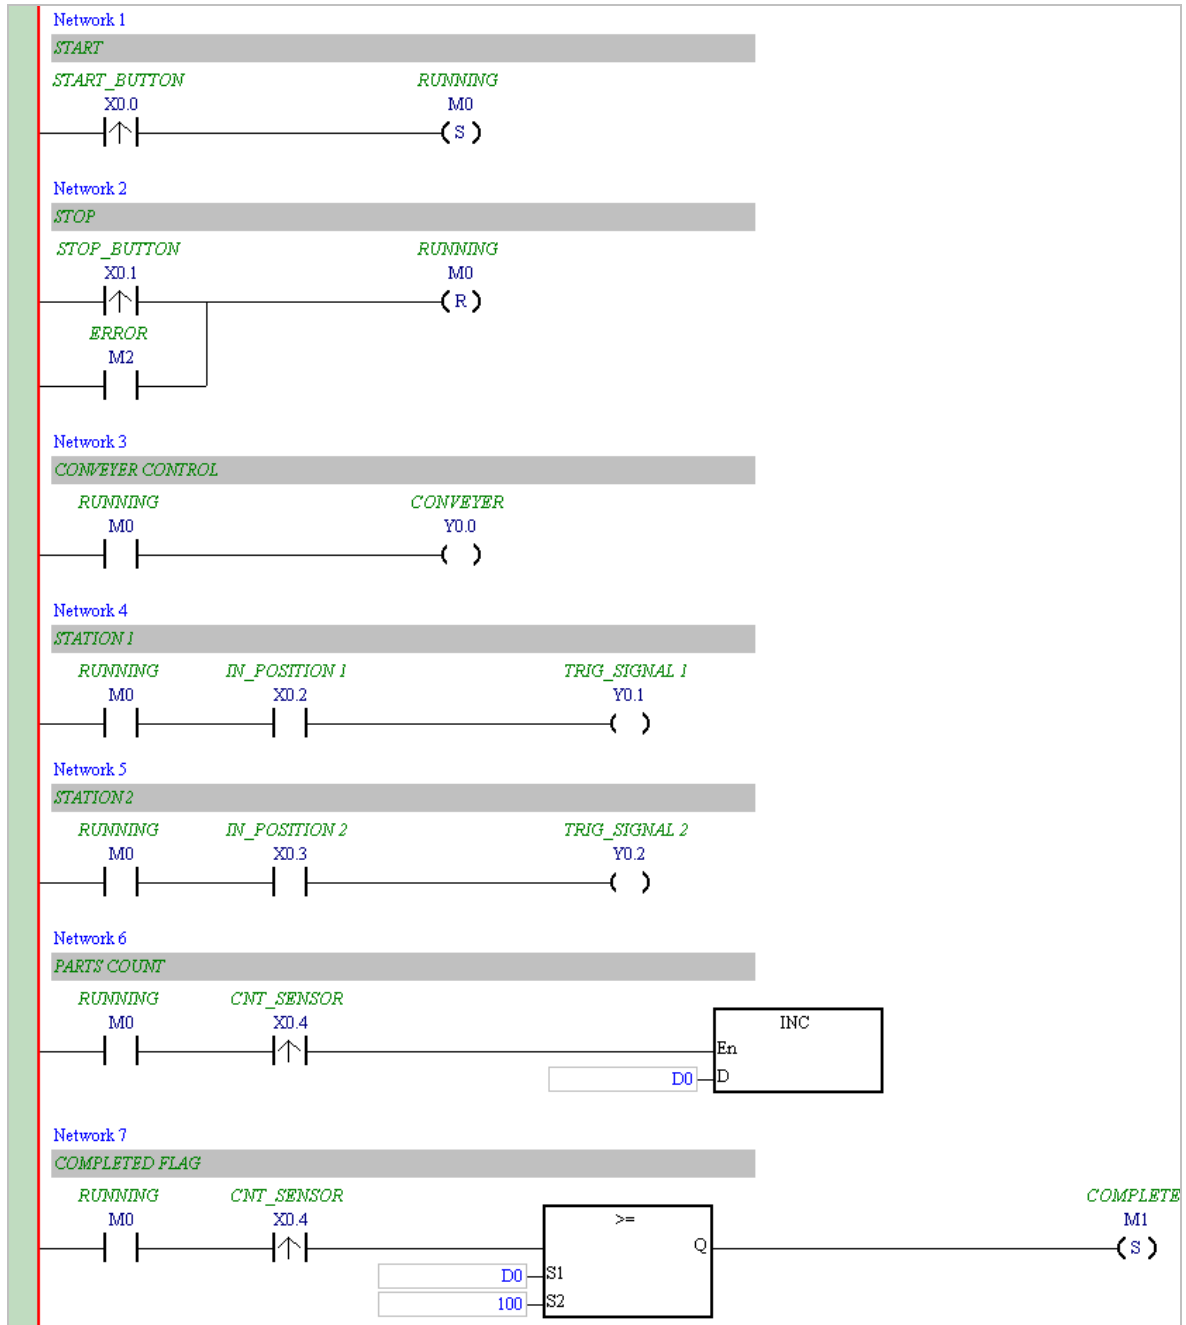 Network 1
START
START_BUTTON RUNNING
X0.0 M0
S
Network 2
STOP
STOP_BUTTON RUNNING
X0.1 M0
R
ERROR
M2
Network 3
CONVEYER CONTROL
RUNNING CONVEYER
M0 Y0.0
Network 4
STATION 1
RUNNING IN_POSITION 1 TRIG_SIGNAL 1
M0 X0.2 Y0.1
Network 5
STATION2
RUNNING IN_POSITION 2 TRIG_SIGNAL 2
M0 X0.3 Y0.2
Network 6
PARTS COUNT
RUNNING CNT_SENSOR
M0 X0.4 INC
En
D0 D
Network 7
COMPLETED FLAG
RUNNING CNT_SENSOR COMPLETE
M0 X0.4 >= M1
Q S
D0 S1
100 S2